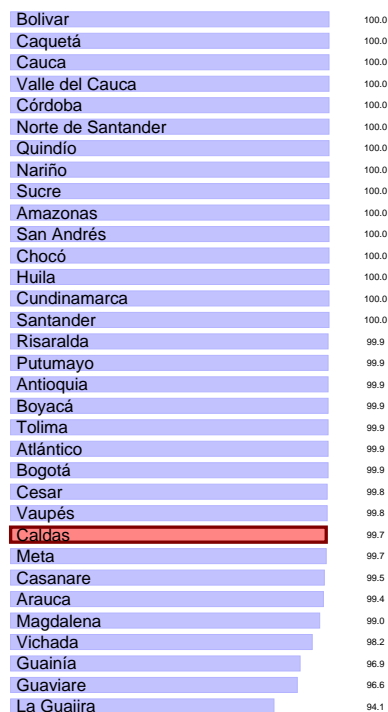 Bolivar 100.0
Caquetá 100.0
Cauca 100.0
Valle del Cauca 100.0
Córdoba 100.0
Norte de Santander 100.0
Quindío 100.0
Nariño 100.0
Sucre 100.0
Amazonas 100.0
San Andrés 100.0
Chocó 100.0
Huila 100.0
Cundinamarca 100.0
Santander 100.0
Risaralda 99.9
Putumayo 99.9
Antioquia 99.9
Boyacá 99.9
Tolima 99.9
Atlántico 99.9
Bogotá 99.9
Cesar 99.8
Vaupés 99.8
Caldas 99.7
Meta 99.7
Casanare 99.5
Arauca 99.4
Magdalena 99.0
Vichada 98.2
Guainía 96.9
Guaviare 96.6
La Guajira 94.1